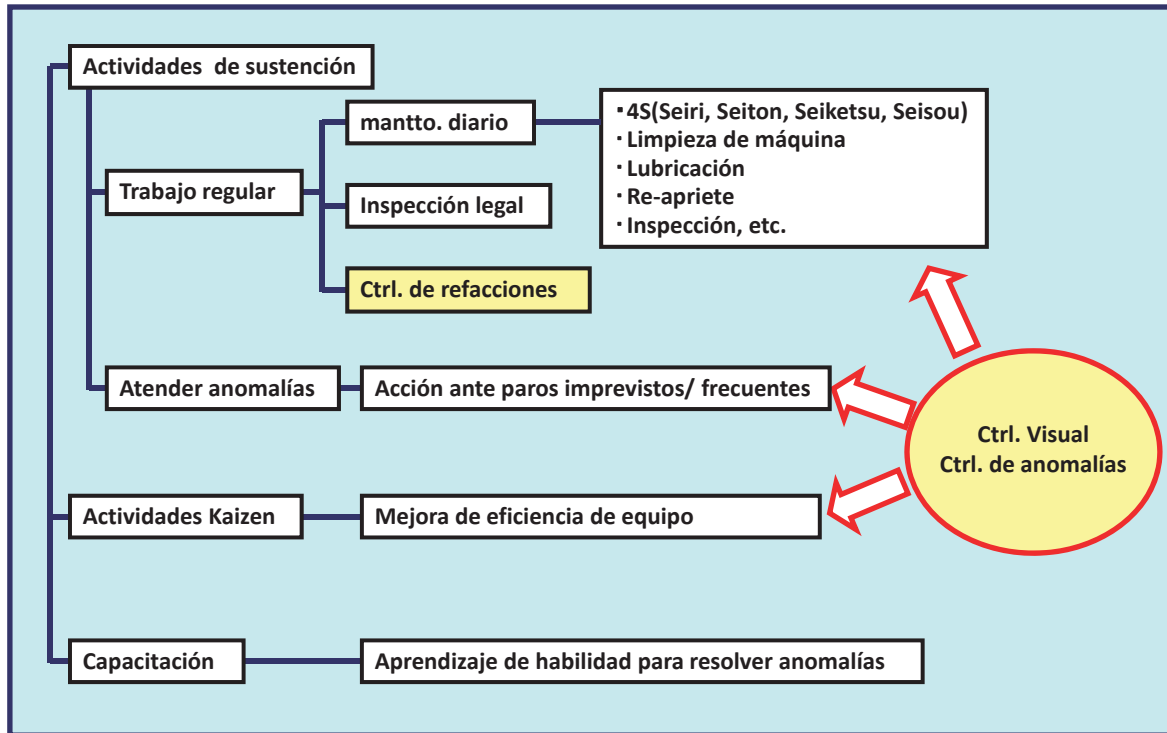 Actividades de sustención
mantto. diario
・4S(Seiri, Seiton, Seiketsu, Seisou)
・Limpieza de máquina
・Lubricación
・Re-apriete
・Inspección, etc.
Trabajo regular
Inspección legal
Ctrl. de refacciones
Atender anomalías
Acción ante paros imprevistos/ frecuentes
Ctrl. Visual
Ctrl. de anomalías
Actividades Kaizen
Mejora de eficiencia de equipo
Capacitación
Aprendizaje de habilidad para resolver anomalías